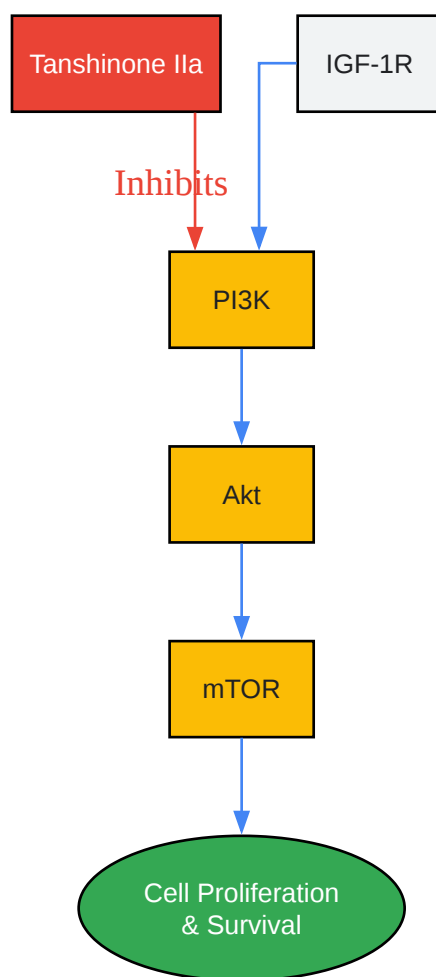 Tanshinone IIa
IGF-1R
Inhibits
PI3K
Akt
mTOR
Cell Proliferation
& Survival